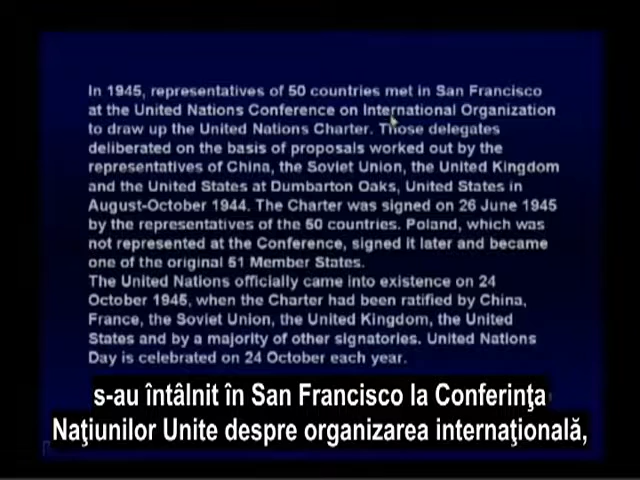 In 1945, representatives of 50 countries met in San Francisco
at the United Nations Conference on International Organization
to draw up the United Nations Charter. Those delegates
deliberated on the basis of proposals worked out by the
representatives of China, the Soviet Union, the United Kingdom
and the United States at Dumbarton Oaks, United States in
August-October 1944. The Charter was signed on 26 June 1945
by the representatives of the 50 countries. Poland, which was
not represented at the Conference, signed it later and became
one of the original 51 Member States.
The United Nations officially came into existence on 24
October 1945, when the Charter had been ratified by China,
France, the Soviet Union, the United Kingdom, the United
States and by a majority of other signatories. United Nations
Day is celebrated on 24 October each year.
s-au întâlnit în San Francisco la Conferinţa
Naţiunilor Unite despre organizarea internaţională,